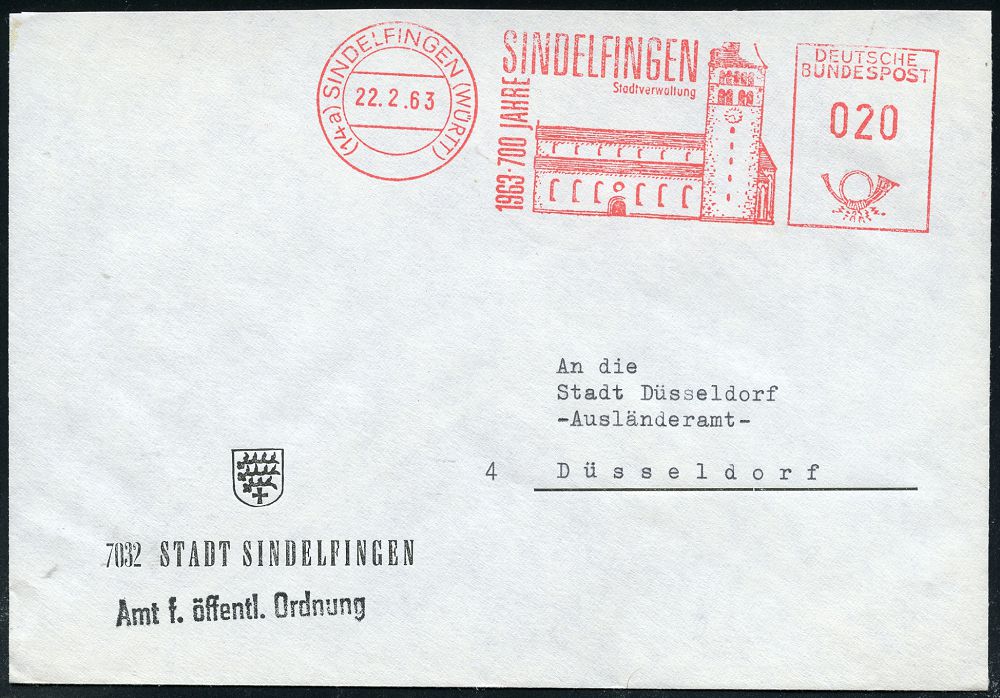 (14a) SINDELFINGEN (WÜRTT)
22.2.63
SINDELFINGEN
Stadtverwaltung
1963 · 700 JAHRE
DEUTSCHE
BUNDESPOST
020
An die
Stadt Düsseldorf
-Ausländeramt-
4 Düsseldorf
7032 STADT SINDELFINGEN
Amt f. öffentl. Ordnung